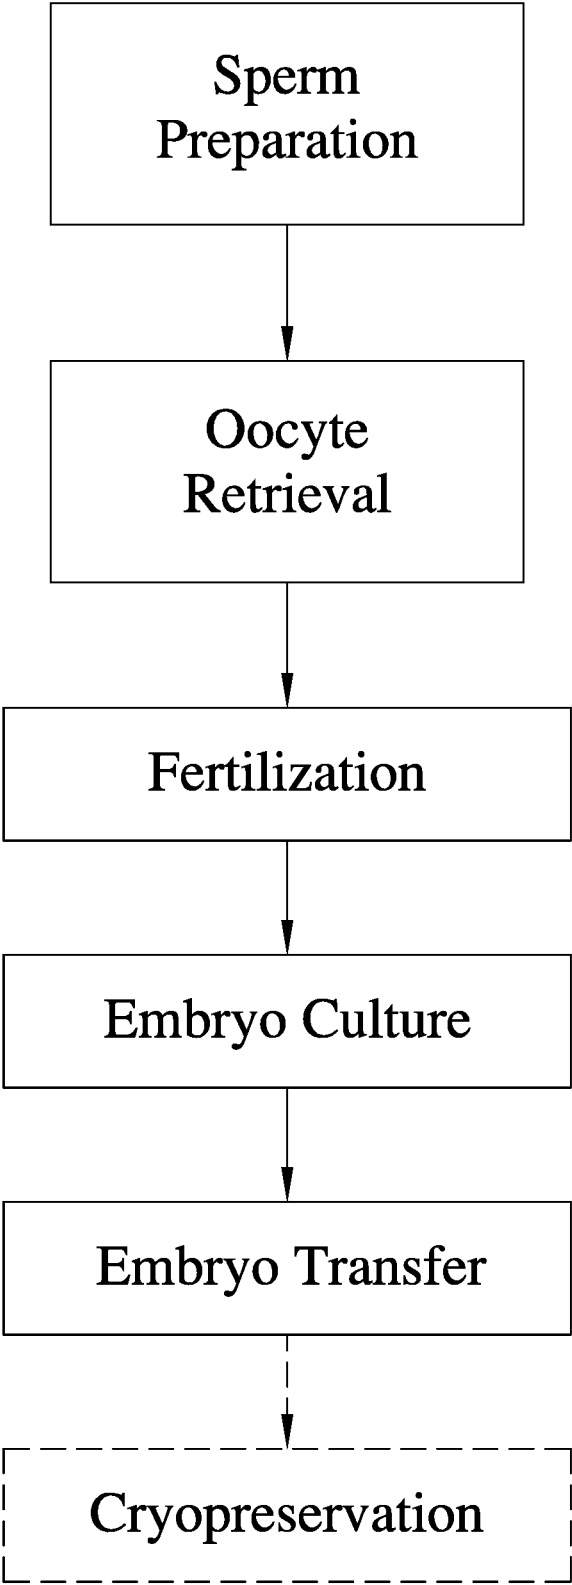 Sperm
Preparation
Oocyte
Retrieval
Fertilization
Embryo Culture
Embryo Transfer
Cryopreservation